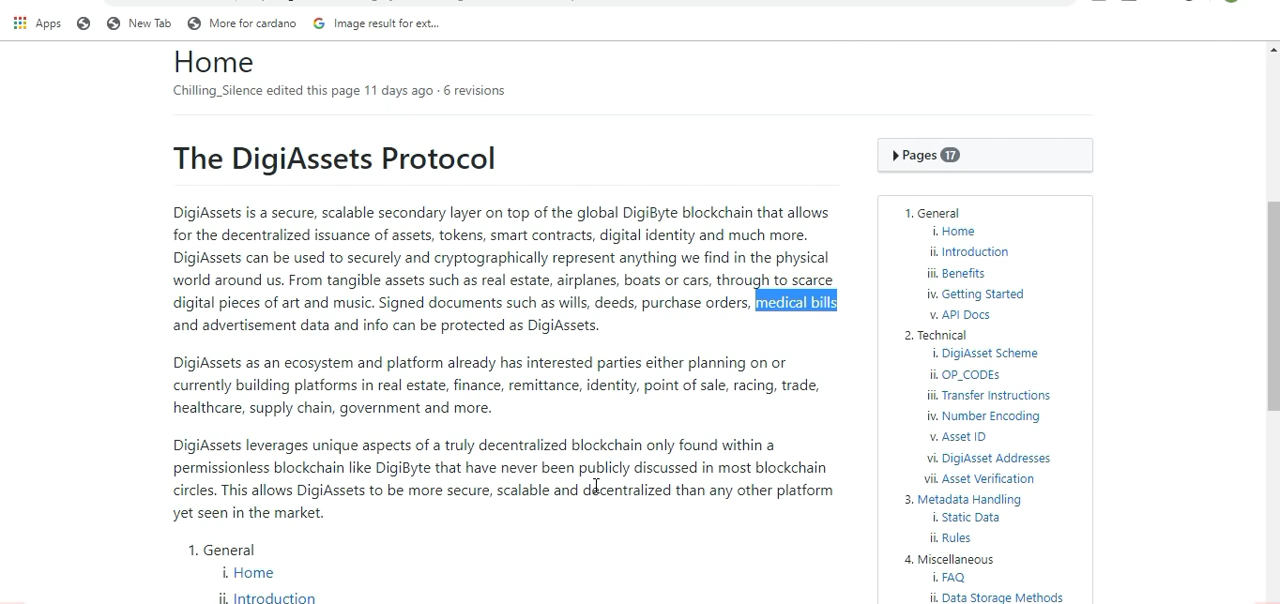 Apps
New Tab
More for cardano
Image result for ext...
Home
Chilling_Silence edited this page 11 days ago · 6 revisions
The DigiAssets Protocol
DigiAssets is a secure, scalable secondary layer on top of the global DigiByte blockchain that allows
for the decentralized issuance of assets, tokens, smart contracts, digital identity and much more.
DigiAssets can be used to securely and cryptographically represent anything we find in the physical
world around us. From tangible assets such as real estate, airplanes, boats or cars, through to scarce
digital pieces of art and music. Signed documents such as wills, deeds, purchase orders, medical bills
and advertisement data and info can be protected as DigiAssets.
DigiAssets as an ecosystem and platform already has interested parties either planning on or
currently building platforms in real estate, finance, remittance, identity, point of sale, racing, trade,
healthcare, supply chain, government and more.
DigiAssets leverages unique aspects of a truly decentralized blockchain only found within a
permissionless blockchain like DigiByte that have never been publicly discussed in most blockchain
circles. This allows DigiAssets to be more secure, scalable and decentralized than any other platform
yet seen in the market.
1. General
i. Home
ii. Introduction
Pages 17
1. General
i. Home
ii. Introduction
iii. Benefits
iv. Getting Started
v. API Docs
2. Technical
i. DigiAsset Scheme
ii. OP_CODEs
iii. Transfer Instructions
iv. Number Encoding
v. Asset ID
vi. DigiAsset Addresses
vii. Asset Verification
3. Metadata Handling
i. Static Data
ii. Rules
4. Miscellaneous
i. FAQ
ii. Data Storage Methods